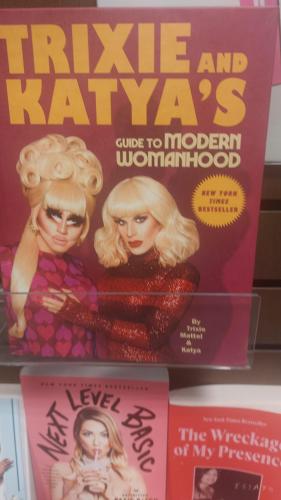 TRIXIE AND
KATYA'S
GUIDE TO MODERN
WOMANHOOD
NEW YORK
TIMES
BESTSELLER
By
Trixie
Mattel
&
Katya
NEW YORK TIMES BESTSELLER
NEXT LEVEL
BASIC
New York Times Bestseller
The Wreckage
of My Presence
ESSAYS